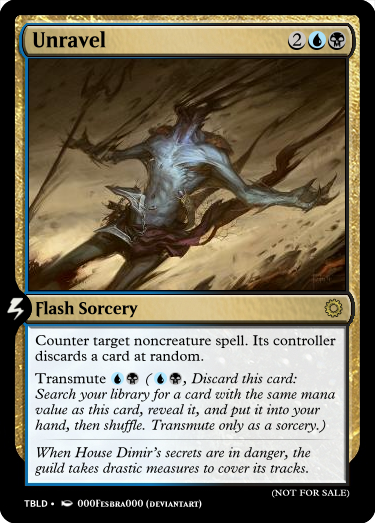 Unravel 2
Flash Sorcery
Counter target noncreature spell. Its controller
discards a card at random.
Transmute ( , Discard this card:
Search your library for a card with the same mana
value as this card, reveal it, and put it into your
hand, then shuffle. Transmute only as a sorcery.)
When House Dimir's secrets are in danger, the
guild takes drastic measures to cover its tracks.
(NOT FOR SALE)
TBLD • 000Fesbra000 (deviantart)